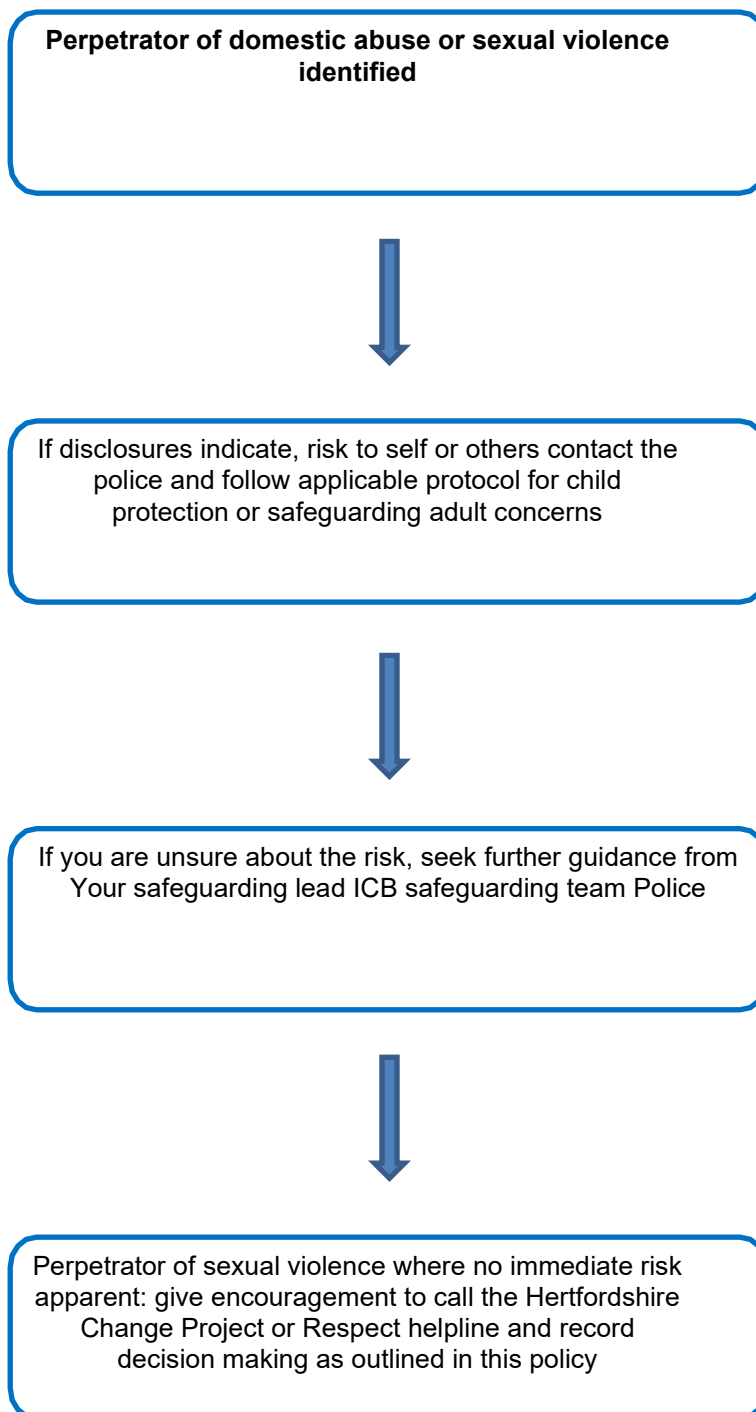 Perpetrator of domestic abuse or sexual violence
identified
If disclosures indicate, risk to self or others contact the
police and follow applicable protocol for child
protection or safeguarding adult concerns
If you are unsure about the risk, seek further guidance from
Your safeguarding lead ICB safeguarding team Police
Perpetrator of sexual violence where no immediate risk
apparent: give encouragement to call the Hertfordshire
Change Project or Respect helpline and record
decision making as outlined in this policy